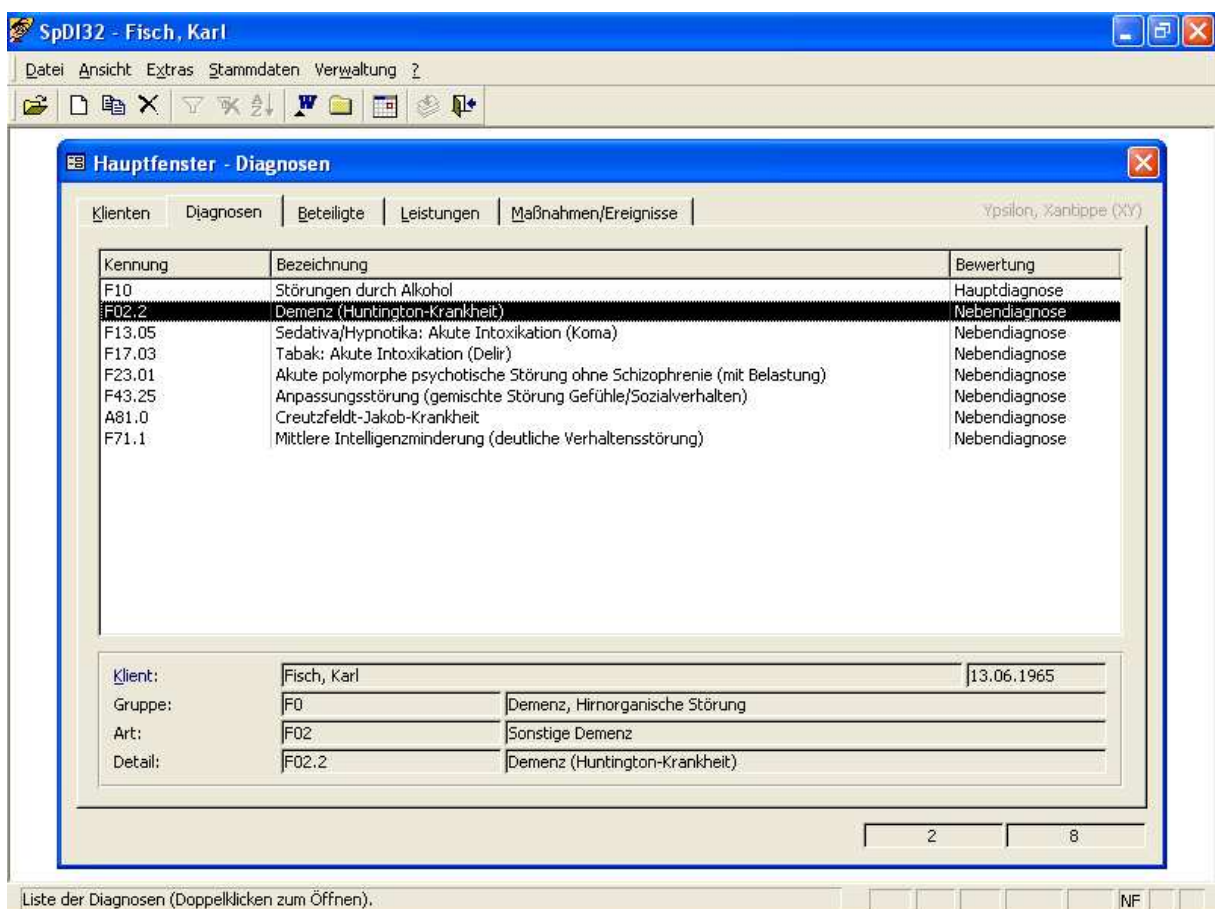 SpDI32 - Fisch, Karl
Datei Ansicht Extras Stammdaten Verwaltung ?
Hauptfenster - Diagnosen
Klienten Diagnosen Beteiligte Leistungen Maßnahmen/Ereignisse Ypsilon, Xantippe (XY)
Kennung Bezeichnung Bewertung
F10 Störungen durch Alkohol Hauptdiagnose
F02.2 Demenz (Huntington-Krankheit) Nebendiagnose
F13.05 Sedativa/Hypnotika: Akute Intoxikation (Koma) Nebendiagnose
F17.03 Tabak: Akute Intoxikation (Delir) Nebendiagnose
F23.01 Akute polymorphe psychotische Störung ohne Schizophrenie (mit Belastung) Nebendiagnose
F43.25 Anpassungsstörung (gemischte Störung Gefühle/Sozialverhalten) Nebendiagnose
A81.0 Creutzfeldt-Jakob-Krankheit Nebendiagnose
F71.1 Mittlere Intelligenzminderung (deutliche Verhaltensstörung) Nebendiagnose
Klient: Fisch, Karl 13.06.1965
Gruppe: F0 Demenz, Hirnorganische Störung
Art: F02 Sonstige Demenz
Detail: F02.2 Demenz (Huntington-Krankheit)
2 8
Liste der Diagnosen (Doppelklicken zum Öffnen). NF